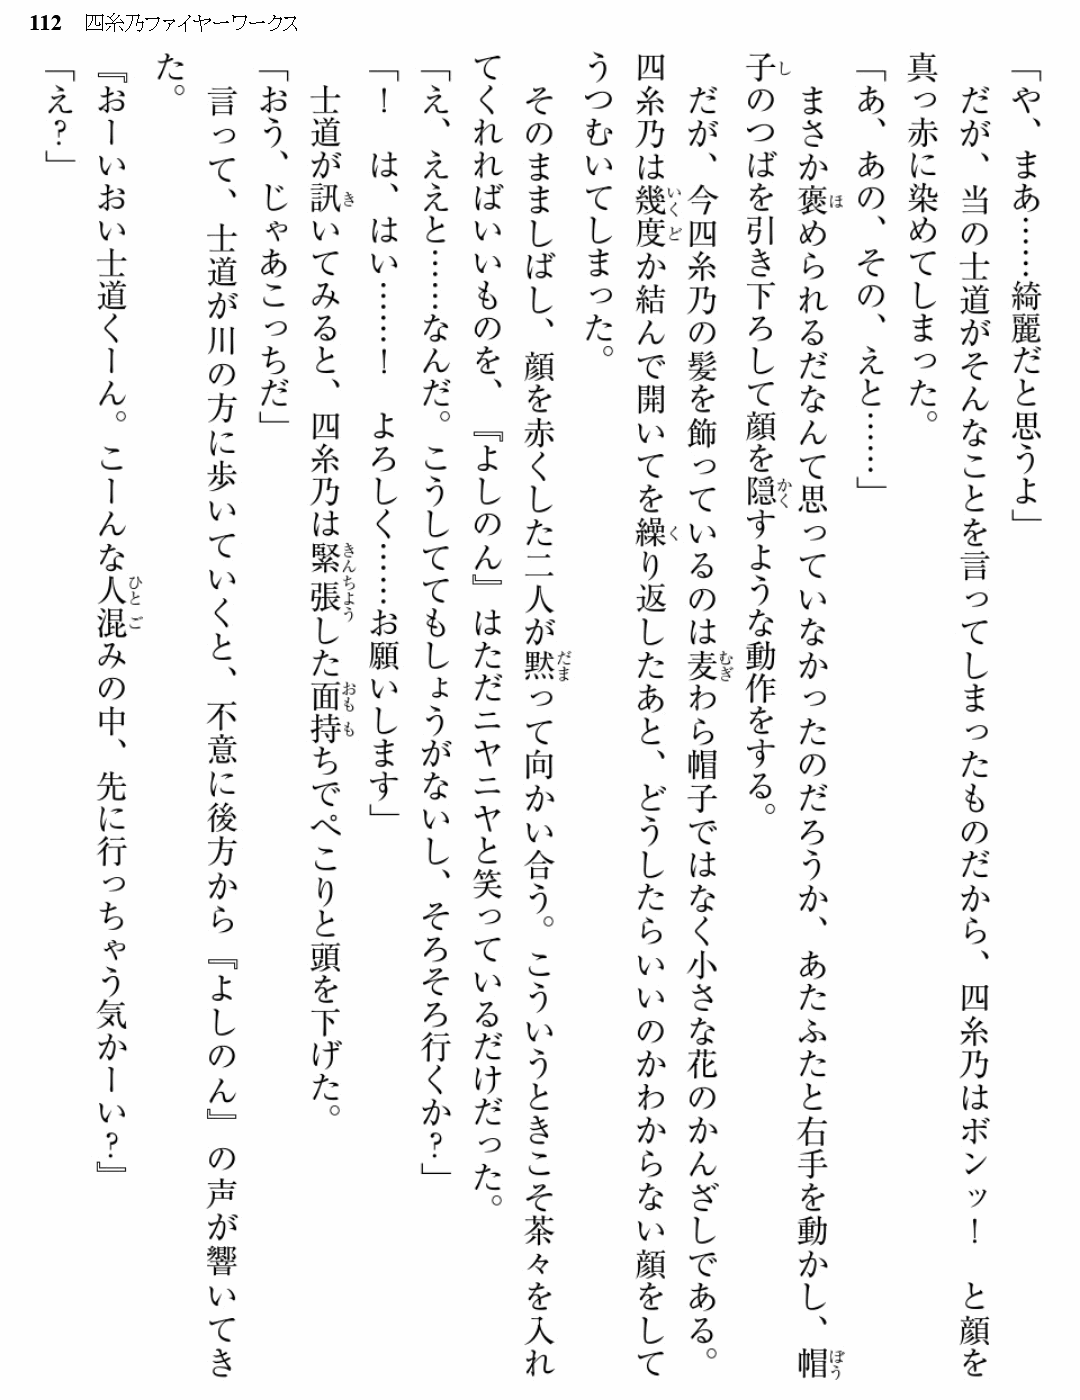 112 四糸乃ファイヤーワークス
「や、まあ……綺麗だと思うよ」
　だが、当の士道がそんなことを言ってしまったものだから、四糸乃はボンッ！　と顔を
真っ赤に染めてしまった。
「あ、あの、その、えと……」
　まさか褒められるだなんて思っていなかったのだろうか、あたふたと右手を動かし、帽
子のつばを引き下ろして顔を隠すような動作をする。
　だが、今四糸乃の髪を飾っているのは麦わら帽子ではなく小さな花のかんざしである。
四糸乃は幾度か結んで開いてを繰り返したあと、どうしたらいいのかわからない顔をして
うつむいてしまった。
　そのまましばし、顔を赤くした二人が黙って向かい合う。こういうときこそ茶々を入れ
てくれればいいものを、『よしのん』はただニヤニヤと笑っているだけだった。
「え、ええと……なんだ。こうしててもしょうがないし、そろそろ行くか？」
「！　は、はい……！　よろしく……お願いします」
　士道が訊いてみると、四糸乃は緊張した面持ちでぺこりと頭を下げた。
「おう、じゃあこっちだ」
　言って、士道が川の方に歩いていくと、不意に後方から『よしのん』の声が響いてき
た。
『おーいおい士道くーん。こーんな人混みの中、先に行っちゃう気かーい？』
「え？」